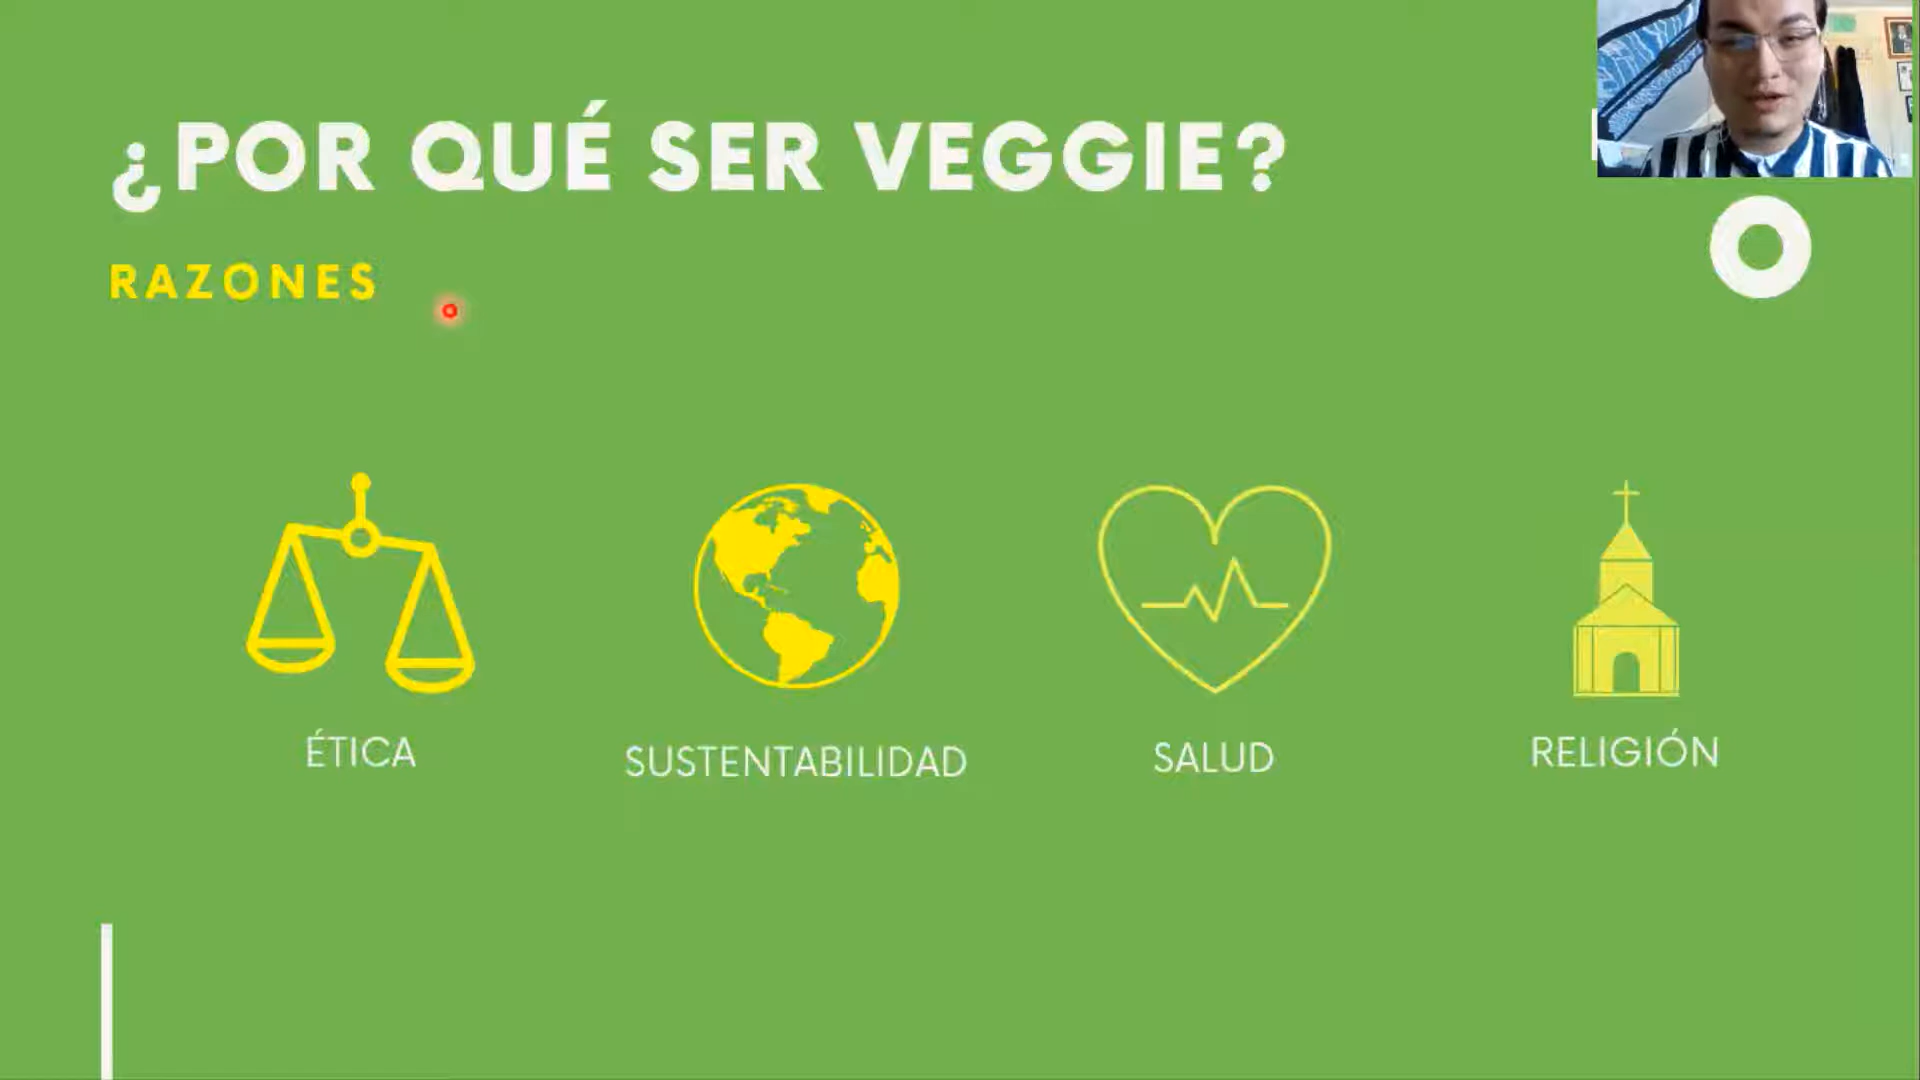 ¿POR QUÉ SER VEGGIE?
RAZONES
ÉTICA
SUSTENTABILIDAD
SALUD
RELIGIÓN